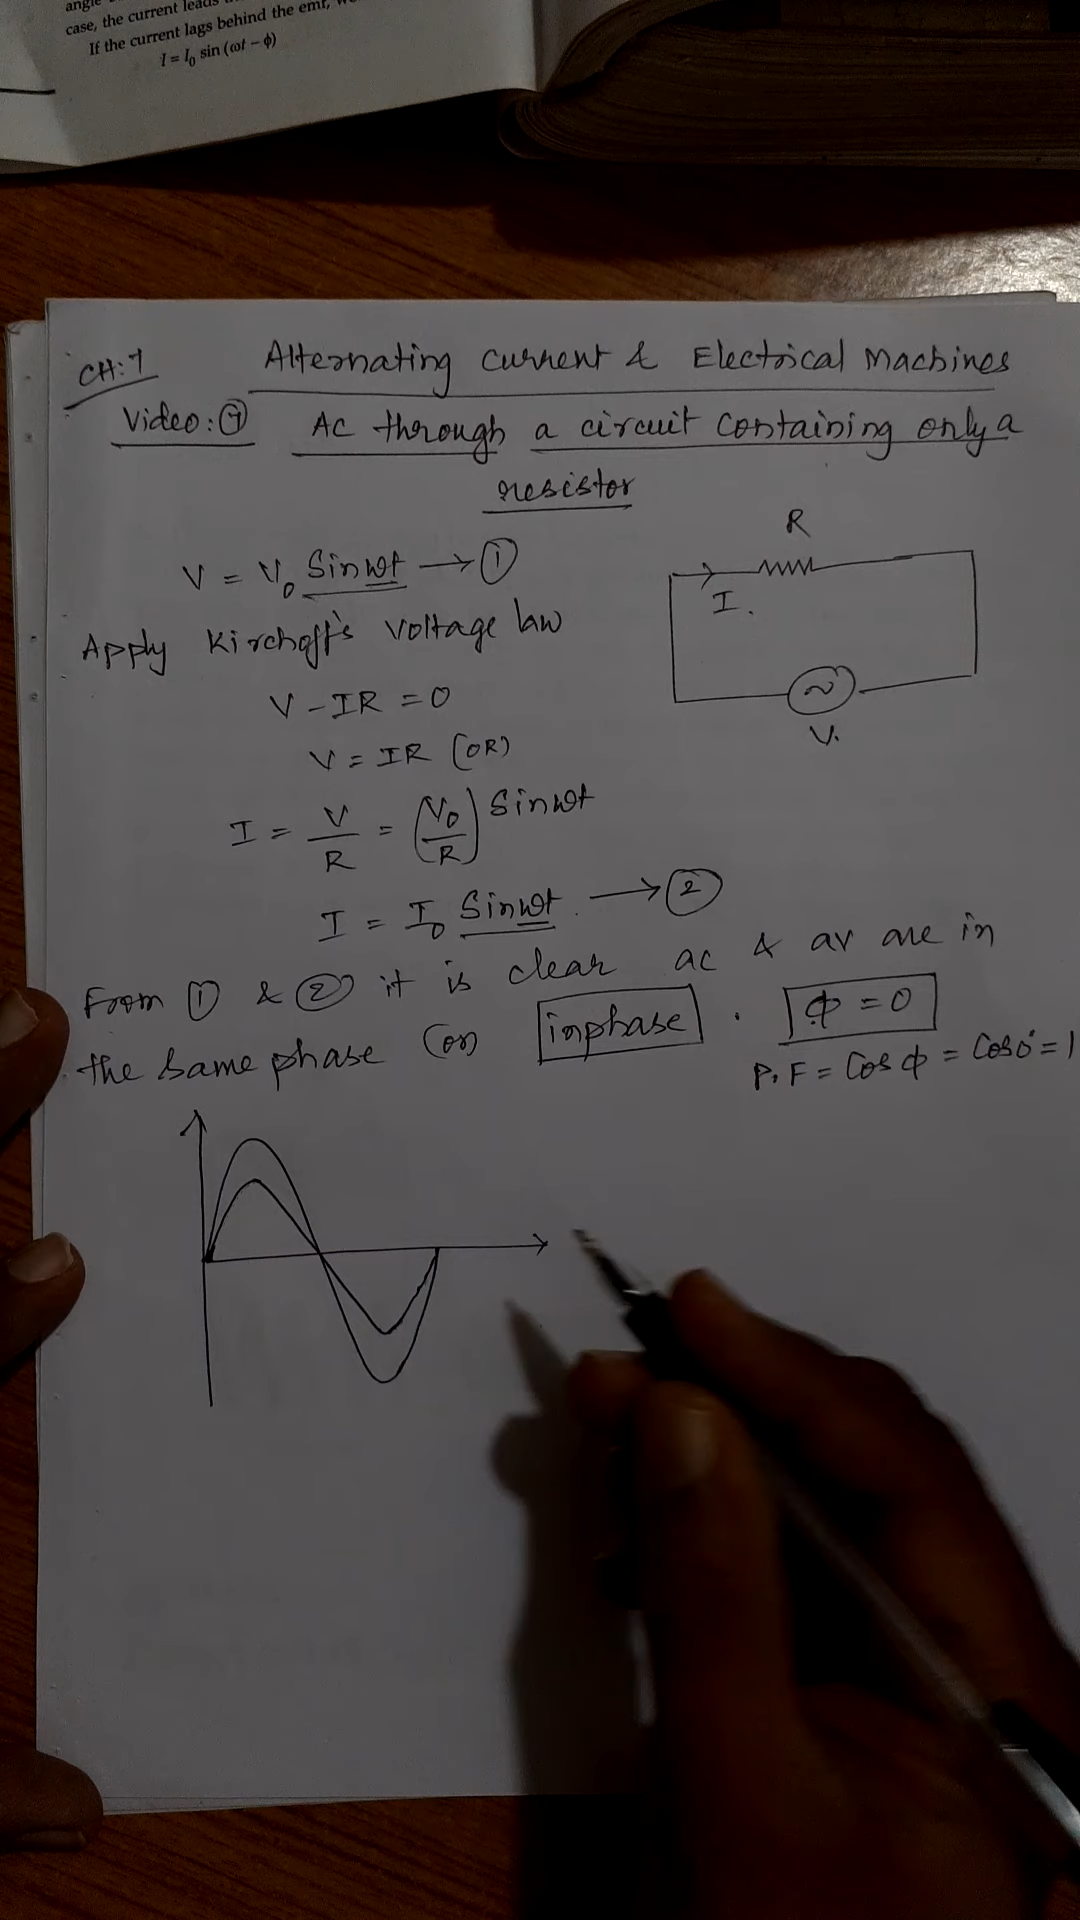 case, the current leads
If the current lags behind the emf,
I = I₀ sin (ωt − ϕ)
CH:7 Alternating Current & Electrical Machines
Video: ⑦ AC through a circuit containing only a
resistor
R
V = V₀ Sinωt → ①
I.
Apply Kirchoff's voltage law
V - IR = 0
V.
V = IR (OR)
I = V/R = (V₀/R) Sinωt
I = I₀ Sinωt. → ②
From ① & ② it is clear ac & av are in
the same phase (or) inphase . ϕ = 0
P.F = Cos ϕ = Cos 0° = 1